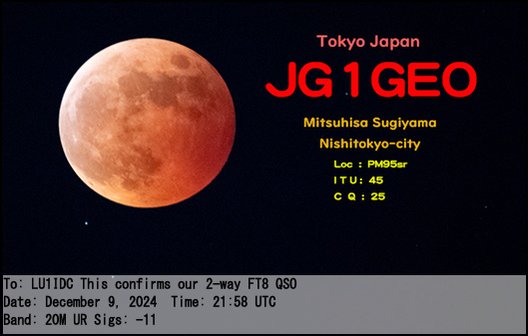 Tokyo Japan
JG1GEO
Mitsuhisa Sugiyama
Nishitokyo-city
Loc : PM95sr
ITU: 45
CQ: 25
To: LU1IDC This confirms our 2-way FT8 QSO
Date: December 9, 2024 Time: 21:58 UTC
Band: 20M UR Sigs: -11